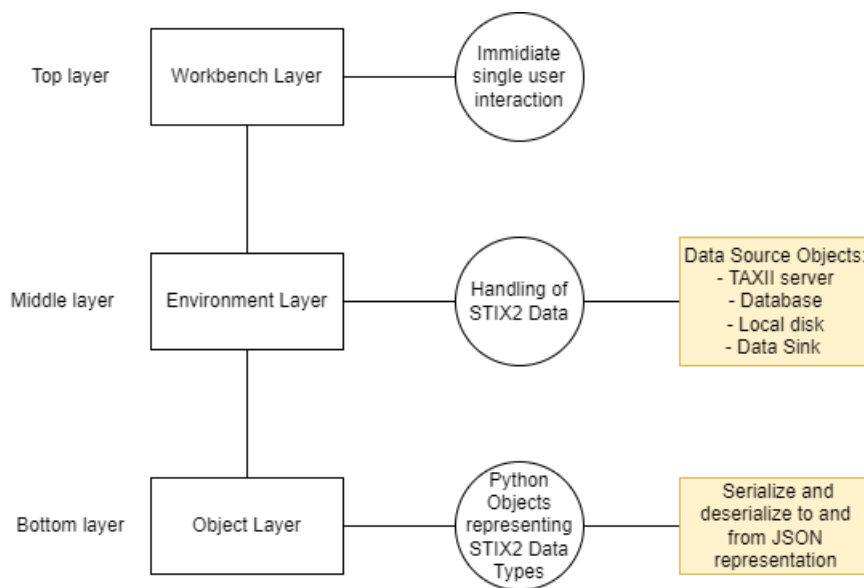 Top layer
Workbench Layer
Immidiate
single user
interaction
Middle layer
Environment Layer
Handling of
STIX2 Data
Data Source Objects:
- TAXII server
- Database
- Local disk
- Data Sink
Bottom layer
Object Layer
Python
Objects
representing
STIX2 Data
Types
Serialize and
deserialize to and
from JSON
representation